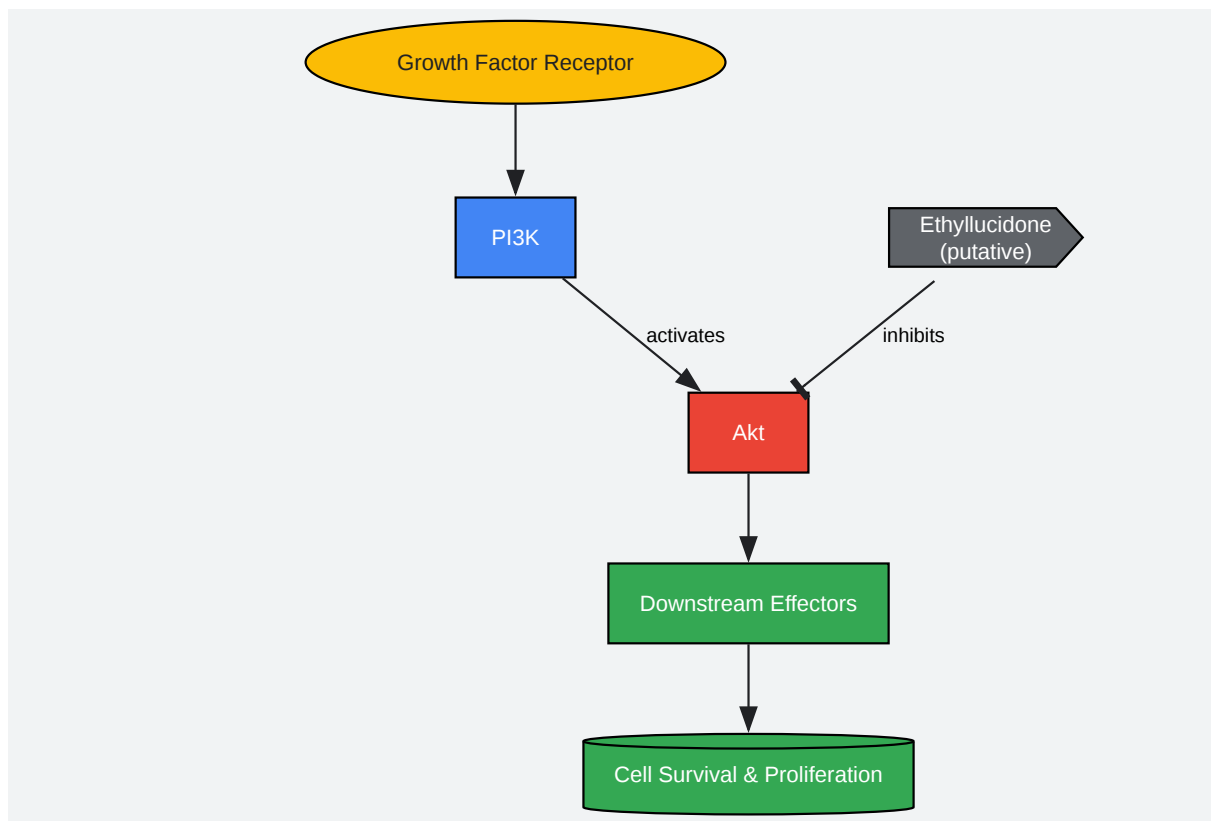 Growth Factor Receptor
PI3K
Ethyllucidone
(putative)
activates
inhibits
Akt
Downstream Effectors
Cell Survival & Proliferation